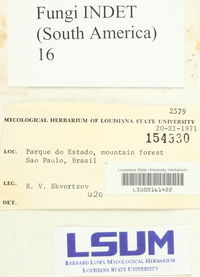 Fungi INDET
(South America)
16
2579
MYCOLOGICAL HERBARIUM OF LOUISIANA STATE UNIVERSITY
20-XI-1971
154330
LOC. Parque do Estado, mountain forest
Sao Paulo, Brasil
Louisiana State University Herbarium
LSU00161422
LEG. B. V. Skvortzov
DET.
LSUM
BERNARD LOWY MYCOLOGICAL HERBARIUM
LOUISIANA STATE UNIVERSITY